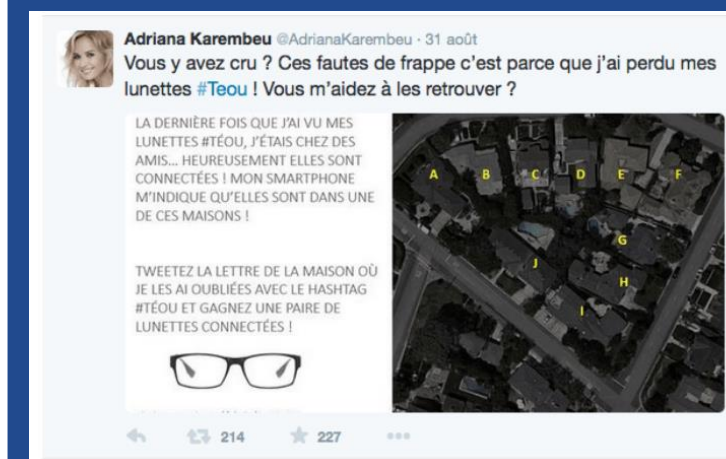 Adriana Karembeu @AdrianaKarembeu · 31 août
Vous y avez cru ? Ces fautes de frappe c'est parce que j'ai perdu mes
lunettes #Teou ! Vous m'aidez à les retrouver ?
LA DERNIÈRE FOIS QUE J'AI VU MES
LUNETTES #TÉOU, J'ÉTAIS CHEZ DES
AMIS... HEUREUSEMENT ELLES SONT
CONNECTÉES ! MON SMARTPHONE
M'INDIQUE QU'ELLES SONT DANS UNE
DE CES MAISONS !
TWEETEZ LA LETTRE DE LA MAISON OÙ
JE LES AI OUBLIÉES AVEC LE HASHTAG
#TÉOU ET GAGNEZ UNE PAIRE DE
LUNETTES CONNECTÉES !
A B C D E F
G
J H
I
214 227